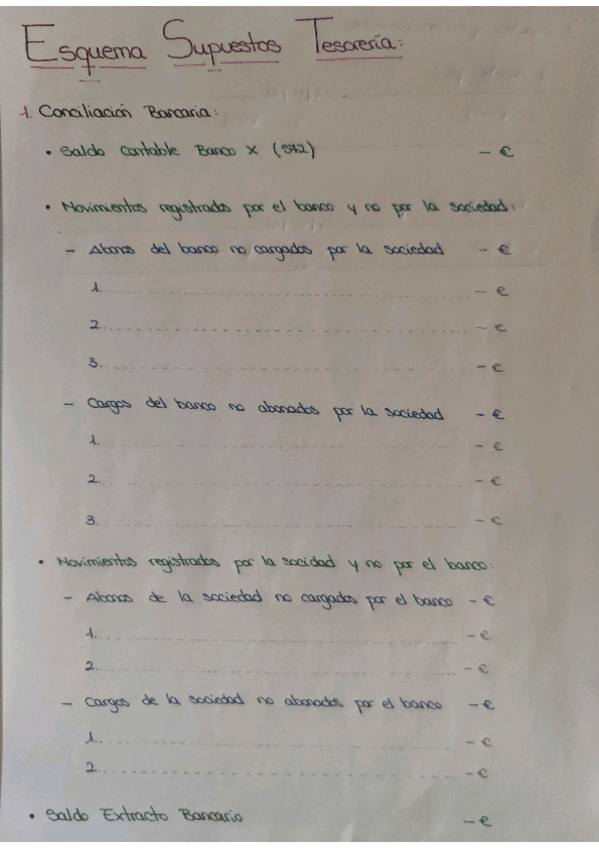 Esquema Supuestos Tesorería:
1. Conciliación Bancaria:
• Saldo Contable Banco X (572) - €
• Movimientos registrados por el banco y no por la sociedad:
- Abonos del banco no cargados por la sociedad - €
1. - €
2. - €
3. - €
- Cargos del banco no abonados por la sociedad - €
1. - €
2. - €
3. - €
• Movimientos registrados por la socidad y no por el banco:
- Abonos de la sociedad no cargados por el banco - €
1. - €
2. - €
- Cargos de la sociedad no abonados por el banco - €
1. - €
2. - €
• Saldo Extracto Bancario - €